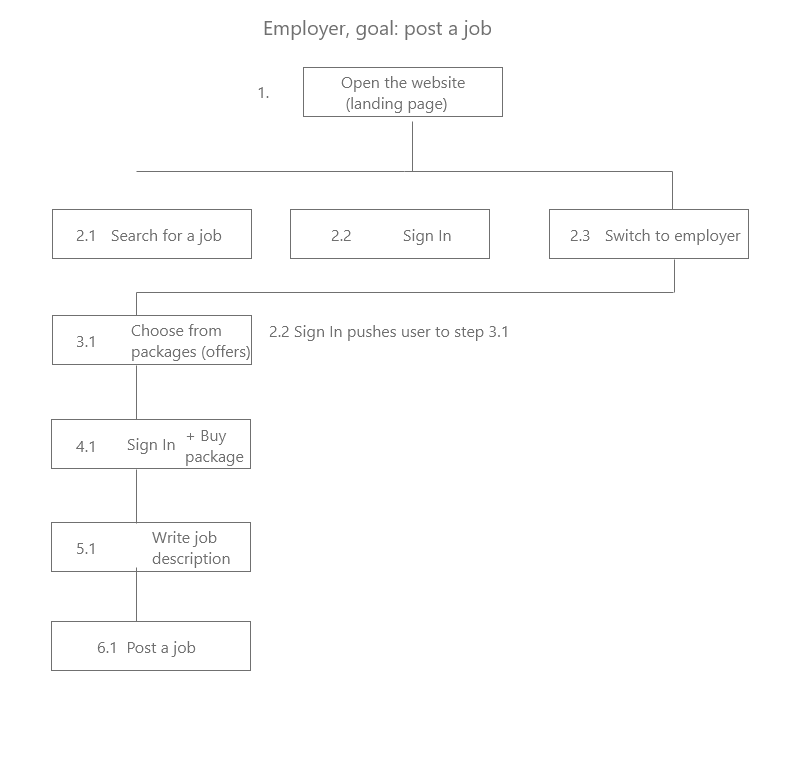 Employer, goal: post a job
1.
Open the website
(landing page)
2.1 Search for a job
2.2 Sign In
2.3 Switch to employer
3.1
Choose from
packages (offers)
2.2 Sign In pushes user to step 3.1
4.1
Sign In
+ Buy
package
5.1
Write job
description
6.1 Post a job